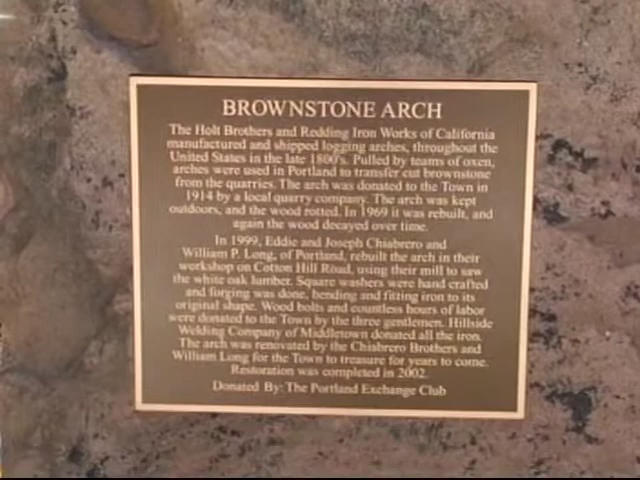 BROWNSTONE ARCH
The Holt Brothers and Redding Iron Works of California
manufactured and shipped logging arches, throughout the
United States in the late 1800's. Pulled by teams of oxen,
arches were used in Portland to transfer cut brownstone
from the quarries. The arch was donated to the Town in
1914 by a local quarry company. The arch was kept
outdoors, and the wood rotted. In 1969 it was rebuilt, and
again the wood decayed over time.
In 1999, Eddie and Joseph Chiabrero and
William P. Long, of Portland, rebuilt the arch in their
workshop on Cotton Hill Road, using their mill to saw
the white oak lumber. Square washers were hand crafted
and forging was done, bending and fitting iron to its
original shape. Wood bolts and countless hours of labor
were donated to the Town by the three gentlemen. Hillside
Welding Company of Middletown donated all the iron.
The arch was renovated by the Chiabrero Brothers and
William Long for the Town to treasure for years to come.
Restoration was completed in 2002.
Donated By: The Portland Exchange Club